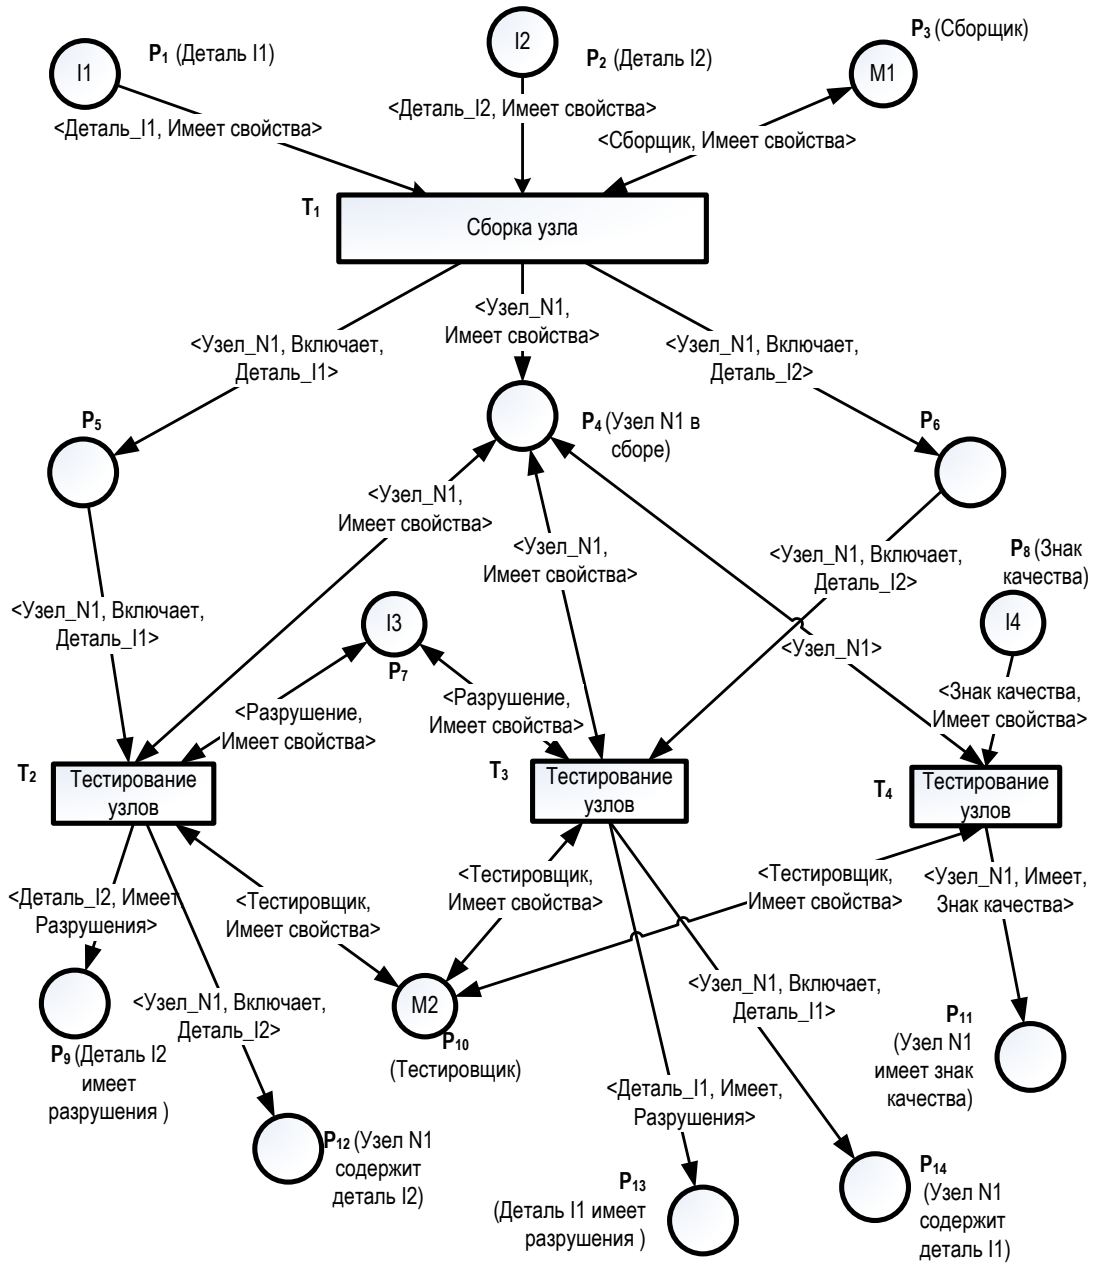 I1
P1 (Деталь I1)
I2
P2 (Деталь I2)
P3 (Сборщик)
M1
<Деталь_I1, Имеет свойства>
<Деталь_I2, Имеет свойства>
<Сборщик, Имеет свойства>
T1
Сборка узла
<Узел_N1, Включает,
Деталь_I1>
<Узел_N1,
Имеет свойства>
<Узел_N1, Включает,
Деталь_I2>
P5
P4 (Узел N1 в
сборе)
P6
<Узел_N1,
Имеет свойства>
<Узел_N1,
Имеет свойства>
<Узел_N1, Включает,
Деталь_I2>
P8 (Знак
качества)
<Узел_N1, Включает,
Деталь_I1>
I3
P7
I4
<Узел_N1>
<Разрушение,
Имеет свойства>
<Разрушение,
Имеет свойства>
<Знак качества,
Имеет свойства>
T2
Тестирование
узлов
T3
Тестирование
узлов
T4
Тестирование
узлов
<Деталь_I2, Имеет
Разрушения>
<Тестировщик,
Имеет свойства>
<Тестировщик,
Имеет свойства>
<Тестировщик,
Имеет свойства>
<Узел_N1, Имеет,
Знак качества>
<Узел_N1, Включает,
Деталь_I2>
M2
P10
(Тестировщик)
<Узел_N1, Включает,
Деталь_I1>
P9 (Деталь I2
имеет
разрушения )
P11
(Узел N1
имеет знак
качества)
<Деталь_I1, Имеет,
Разрушения>
P12 (Узел N1
содержит
деталь I2)
P13
(Деталь I1 имеет
разрушения )
P14
(Узел N1
содержит
деталь I1)